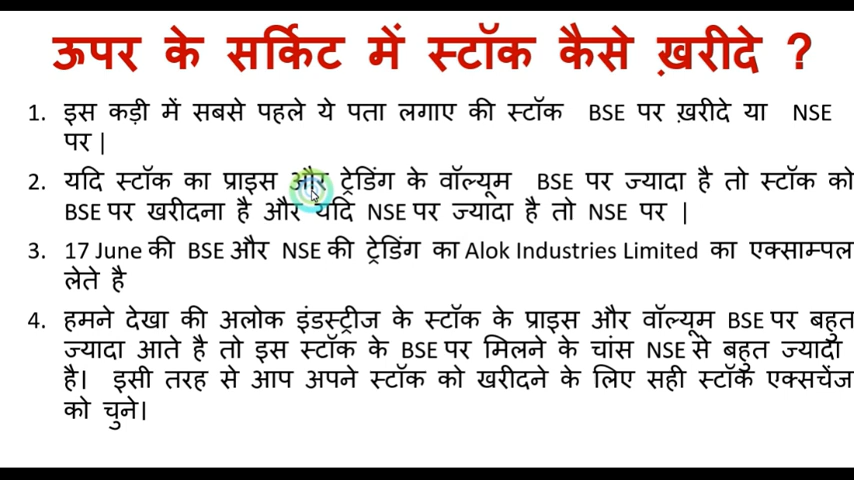 ऊपर के सर्किट में स्टॉक कैसे ख़रीदे ?
1. इस कड़ी में सबसे पहले ये पता लगाए की स्टॉक BSE पर ख़रीदे या NSE
पर |
2. यदि स्टॉक का प्राइस और ट्रेडिंग के वॉल्यूम BSE पर ज्यादा है तो स्टॉक को
BSE पर खरीदना है और यदि NSE पर ज्यादा है तो NSE पर |
3. 17 June की BSE और NSE की ट्रेडिंग का Alok Industries Limited का एक्साम्पल
लेते है
4. हमने देखा की अलोक इंडस्ट्रीज के स्टॉक के प्राइस और वॉल्यूम BSE पर बहुत
ज्यादा आते है तो इस स्टॉक के BSE पर मिलने के चांस NSE से बहुत ज्यादा
है। इसी तरह से आप अपने स्टॉक को खरीदने के लिए सही स्टॉक एक्सचेंज
को चुने।